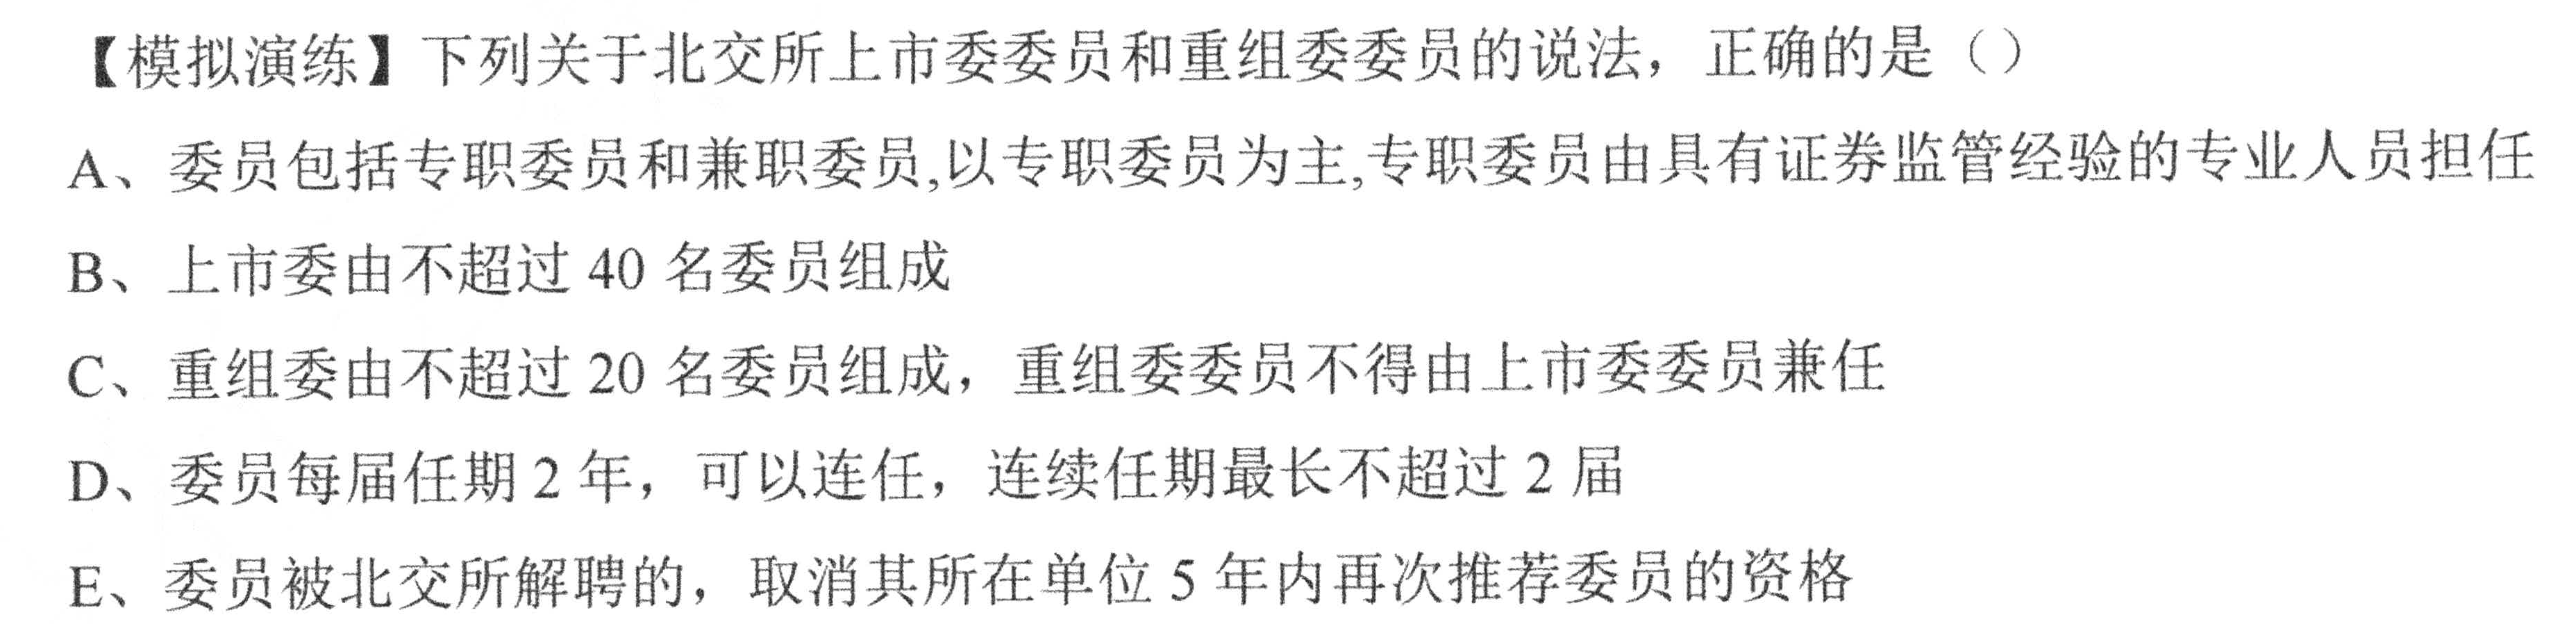 【模拟演练】下列关于北交所上市委委员和重组委委员的说法，正确的是（）
A、委员包括专职委员和兼职委员,以专职委员为主,专职委员由具有证券监管经验的专业人员担任
B、上市委由不超过 40 名委员组成
C、重组委由不超过 20 名委员组成，重组委委员不得由上市委委员兼任
D、委员每届任期 2 年，可以连任，连续任期最长不超过 2 届
E、委员被北交所解聘的，取消其所在单位 5 年内再次推荐委员的资格